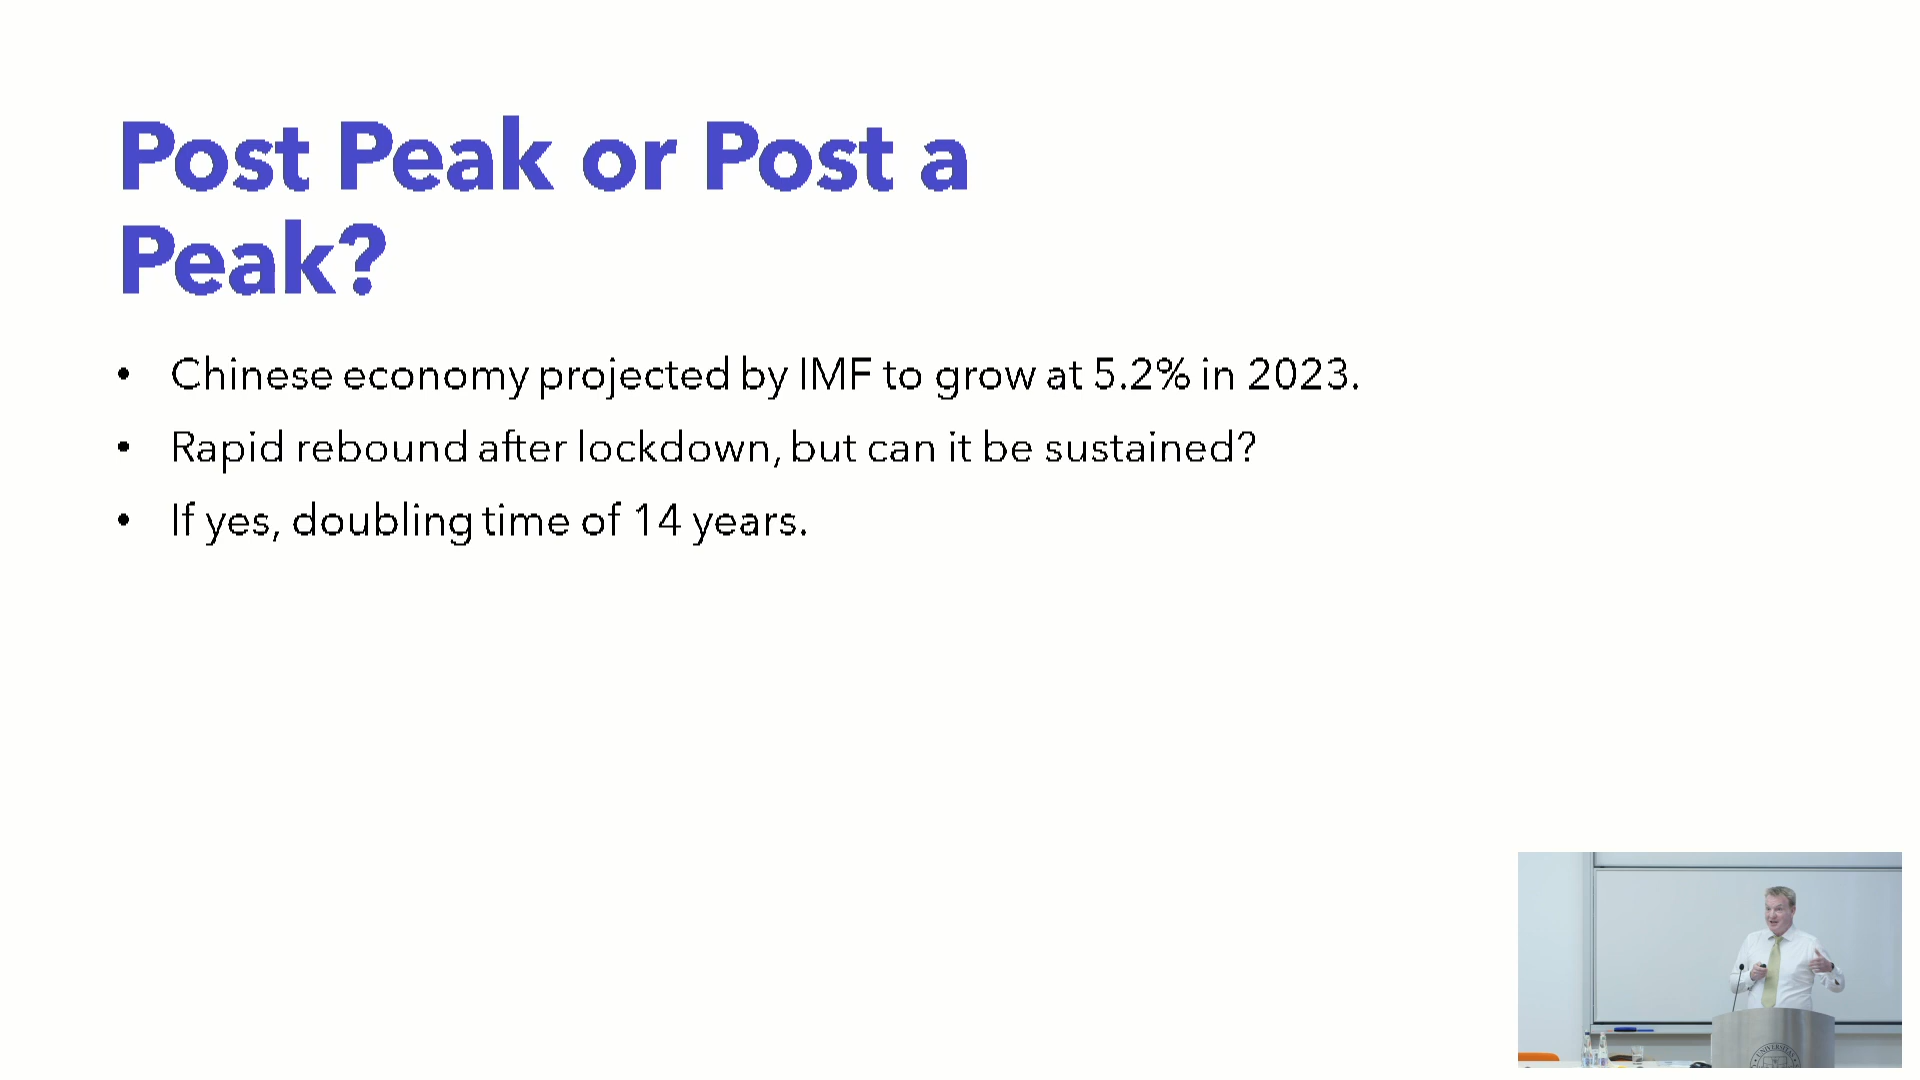 Post Peak or Post a
Peak?
• Chinese economy projected by IMF to grow at 5.2% in 2023.
• Rapid rebound after lockdown, but can it be sustained?
• If yes, doubling time of 14 years.
UNIVERSITAS